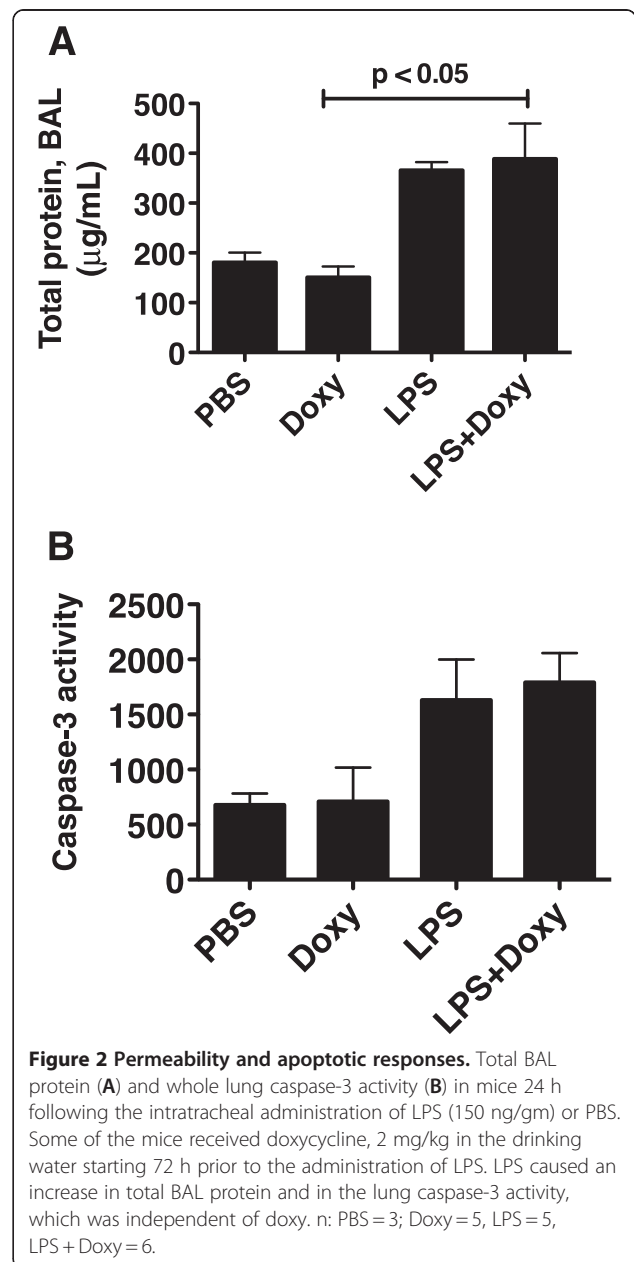 A
p < 0.05
Total protein, BAL
(µg/mL)
500
400
300
200
100
0
PBS
Doxy
LPS
LPS+Doxy
B
Caspase-3 activity
2500
2000
1500
1000
500
0
PBS
Doxy
LPS
LPS+Doxy
Figure 2 Permeability and apoptotic responses. Total BAL
protein (A) and whole lung caspase-3 activity (B) in mice 24 h
following the intratracheal administration of LPS (150 ng/gm) or PBS.
Some of the mice received doxycycline, 2 mg/kg in the drinking
water starting 72 h prior to the administration of LPS. LPS caused an
increase in total BAL protein and in the lung caspase-3 activity,
which was independent of doxy. n: PBS = 3; Doxy = 5, LPS = 5,
LPS + Doxy = 6.